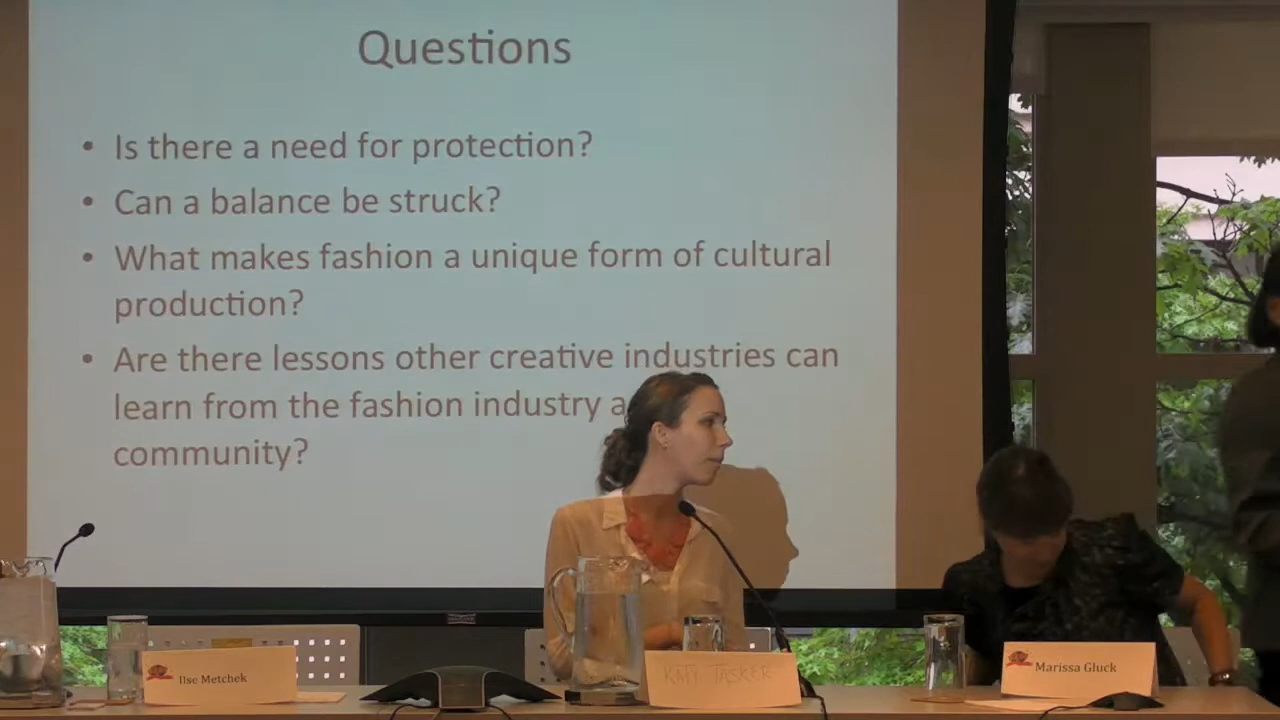 Questions
• Is there a need for protection?
• Can a balance be struck?
• What makes fashion a unique form of cultural
production?
• Are there lessons other creative industries can
learn from the fashion industry a
community?
Ilse Metchek
KATY TASKER
Marissa Gluck